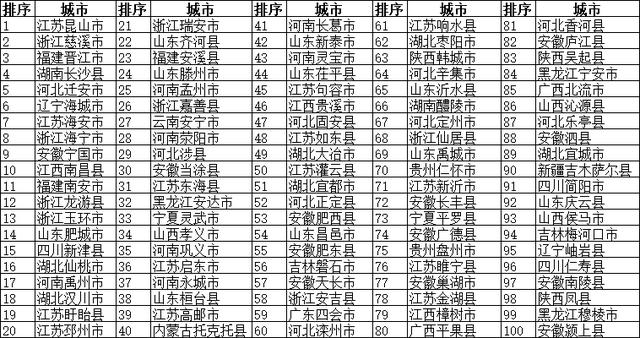 排序 城市 排序 城市 排序 城市 排序 城市 排序 城市
1 江苏昆山市 21 浙江瑞安市 41 河南长葛市 61 江苏响水县 81 河北香河县
2 浙江慈溪市 22 山东齐河县 42 山东新泰市 62 湖北枣阳市 82 安徽庐江县
3 福建晋江市 23 福建安溪县 43 河南灵宝市 63 陕西韩城市 83 陕西吴起县
4 湖南长沙县 24 山东滕州市 44 山东茌平县 64 河北辛集市 84 黑龙江宁安市
5 河北迁安市 25 河南孟州市 45 江苏句容市 65 山东沂水县 85 广西北流市
6 辽宁海城市 26 浙江嘉善县 46 江西贵溪市 66 湖南醴陵市 86 山西沁源县
7 江苏海安市 27 云南安宁市 47 河北固安县 67 河北定州市 87 河北乐亭县
8 浙江海宁市 28 河南荥阳市 48 江苏如东县 68 浙江仙居县 88 安徽泗县
9 安徽宁国市 29 河北涉县 49 湖北大冶市 69 山东禹城市 89 湖北宜城市
10 江西南昌县 30 安徽当涂县 50 江苏灌云县 70 贵州仁怀市 90 新疆吉木萨尔县
11 福建南安市 31 江苏东海县 51 湖北宜都市 71 江苏新沂市 91 四川简阳市
12 浙江龙游县 32 黑龙江安达市 52 河北正定县 72 安徽长丰县 92 山东庆云县
13 浙江玉环市 33 宁夏灵武市 53 安徽肥西县 73 宁夏平罗县 93 山西侯马市
14 山东肥城市 34 山西孝义市 54 山东昌邑市 74 安徽广德县 94 吉林梅河口市
15 四川新津县 35 河南巩义市 55 安徽肥东县 75 贵州盘州市 95 辽宁岫岩县
16 湖北仙桃市 36 江苏启东市 56 吉林磐石市 76 江苏睢宁县 96 四川仁寿县
17 河南禹州市 37 河南永城市 57 安徽天长市 77 安徽巢湖市 97 安徽南陵县
18 湖北汉川市 38 山东桓台县 58 浙江安吉县 78 江苏金湖县 98 陕西凤县
19 江苏盱眙县 39 江苏高邮市 59 广东四会市 79 江西樟树市 99 黑龙江穆棱市
20 江苏邳州市 40 内蒙古托克托县 60 河北滦州市 80 广西平果县 100 安徽颍上县